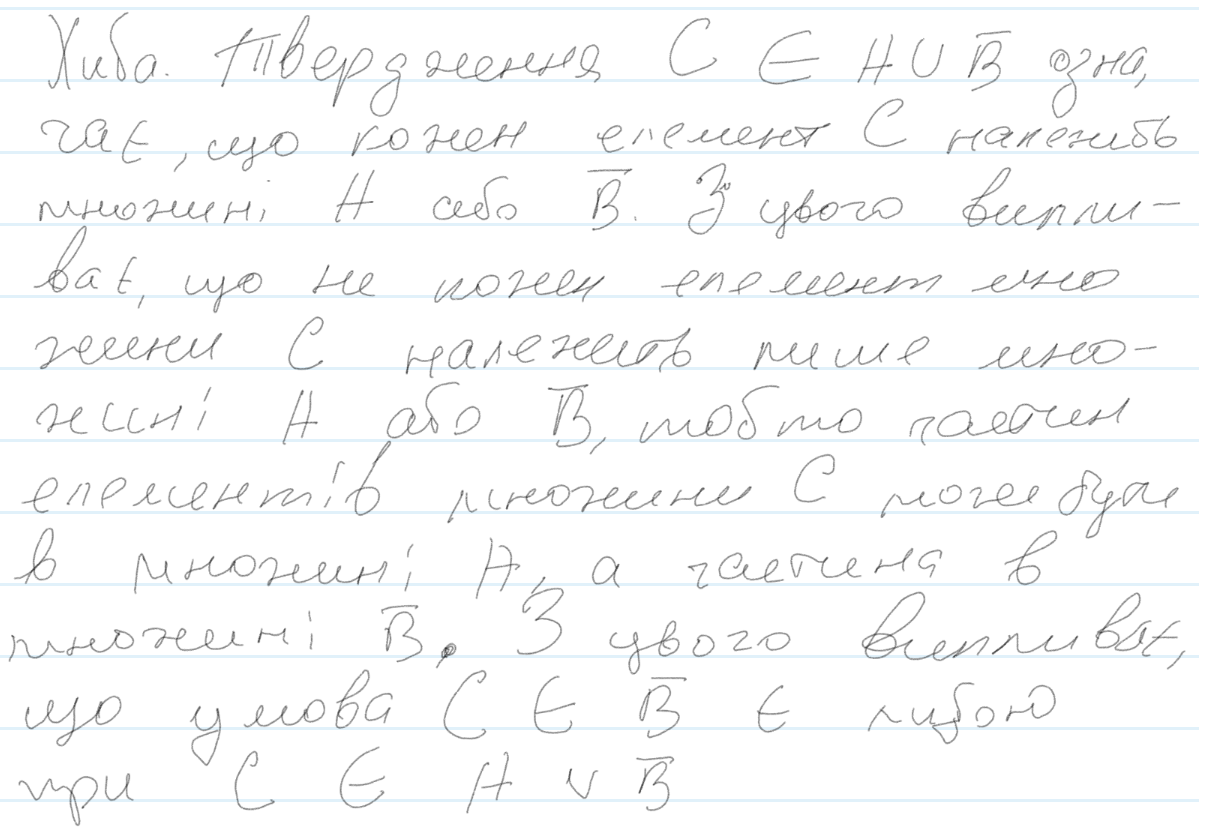 Хиба. Твердження C ∈ A ∪ B̅ озна,
чає, що кожен елемент C належить
множині A або B̅. З цього випли-
ває, що не кожен елемент мно
жини C належить лише мно-
жині A або B̅, тобто частин
елементів множини C може бути
в множині A, а частина в
множині B̅. З цього випливає,
що умова C ∈ B̅ є хибою
при C ∈ A ∪ B̅